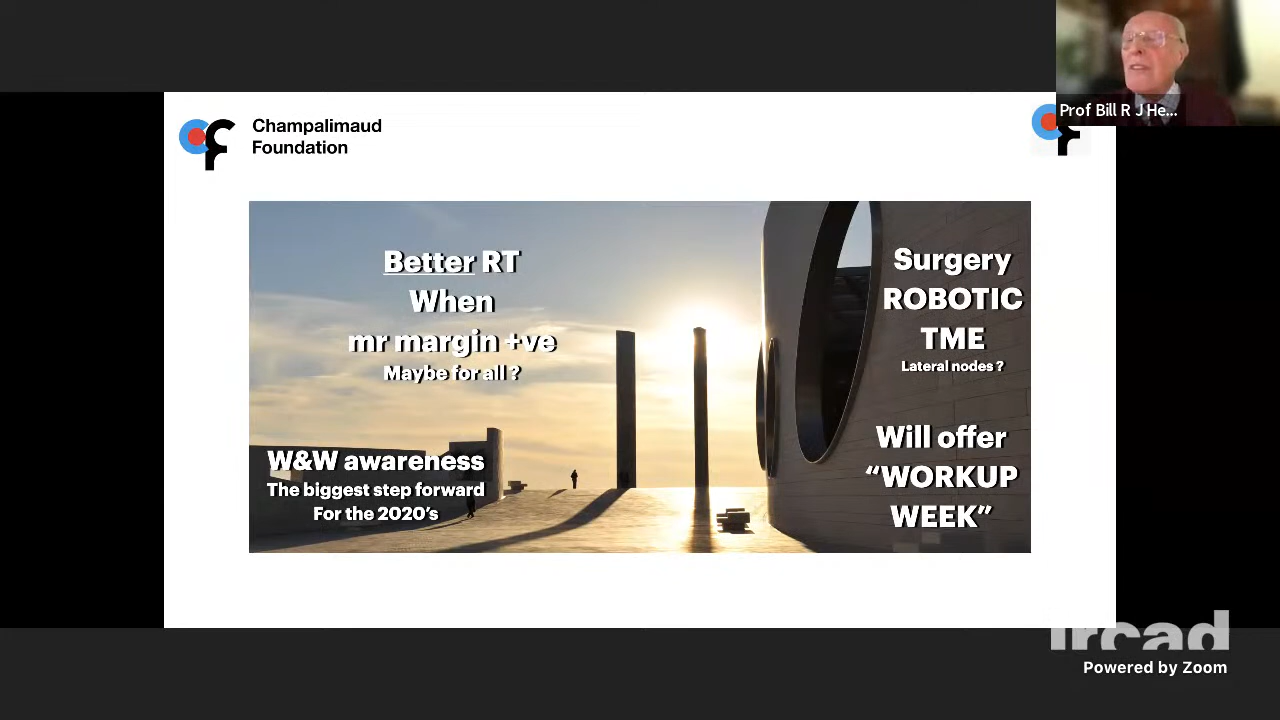 Prof Bill R J He...
Champalimaud
Foundation
Better RT
When
mr margin +ve
Maybe for all ?
Surgery
ROBOTIC
TME
Lateral nodes ?
W&W awareness
The biggest step forward
For the 2020's
Will offer
“WORKUP
WEEK”
Ircad
Powered by Zoom